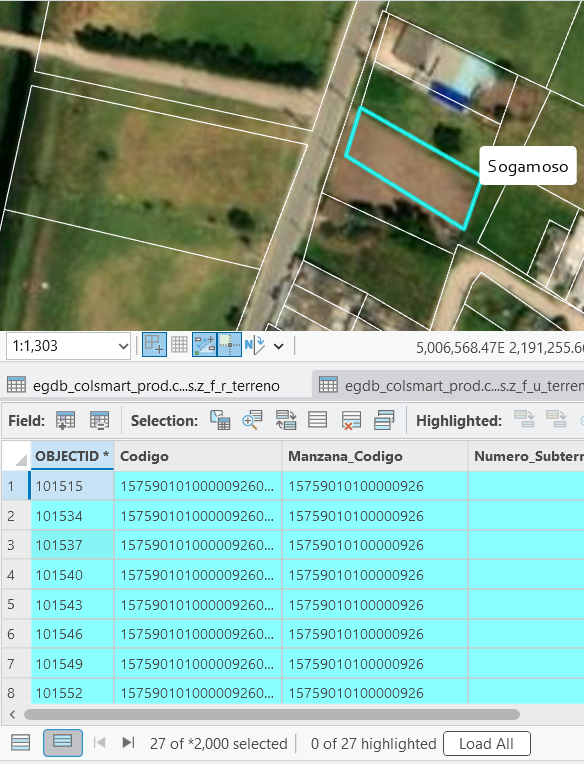 Sogamoso
1:1,303
5,006,568.47E 2,191,255.6
egdb_colsmart_prod.c...s.z_f_r_terreno
egdb_colsmart_prod.c...s.z_f_u_terren
Field: Selection: Highlighted:
OBJECTID * Codigo Manzana_Codigo Numero_Subterr
1 101515 157590101000009260... 15759010100000926
2 101534 157590101000009260... 15759010100000926
3 101537 157590101000009260... 15759010100000926
4 101540 157590101000009260... 15759010100000926
5 101543 157590101000009260... 15759010100000926
6 101546 157590101000009260... 15759010100000926
7 101549 157590101000009260... 15759010100000926
8 101552 157590101000009260... 15759010100000926
27 of *2,000 selected 0 of 27 highlighted Load All